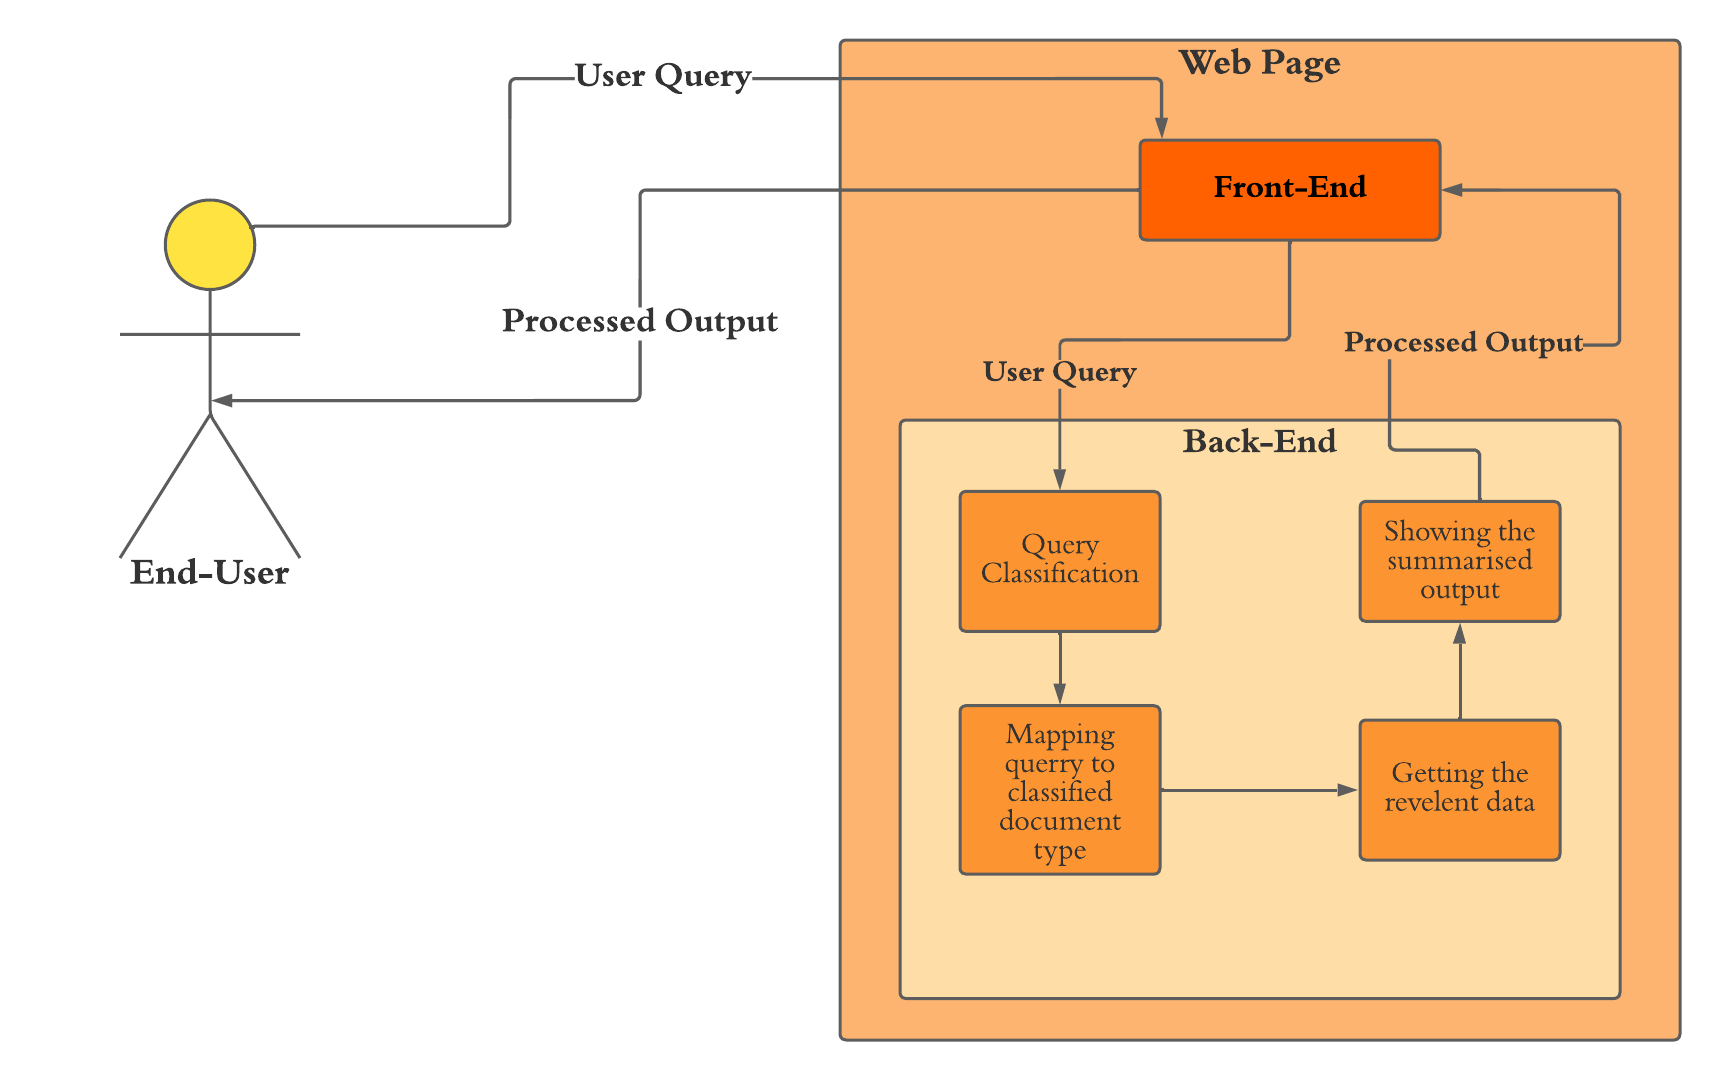 Web Page
User Query
Front-End
Processed Output
Processed Output
User Query
Back-End
Query
Classification
Showing the
summarised
output
End-User
Mapping
querry to
classified
document
type
Getting the
revelent data